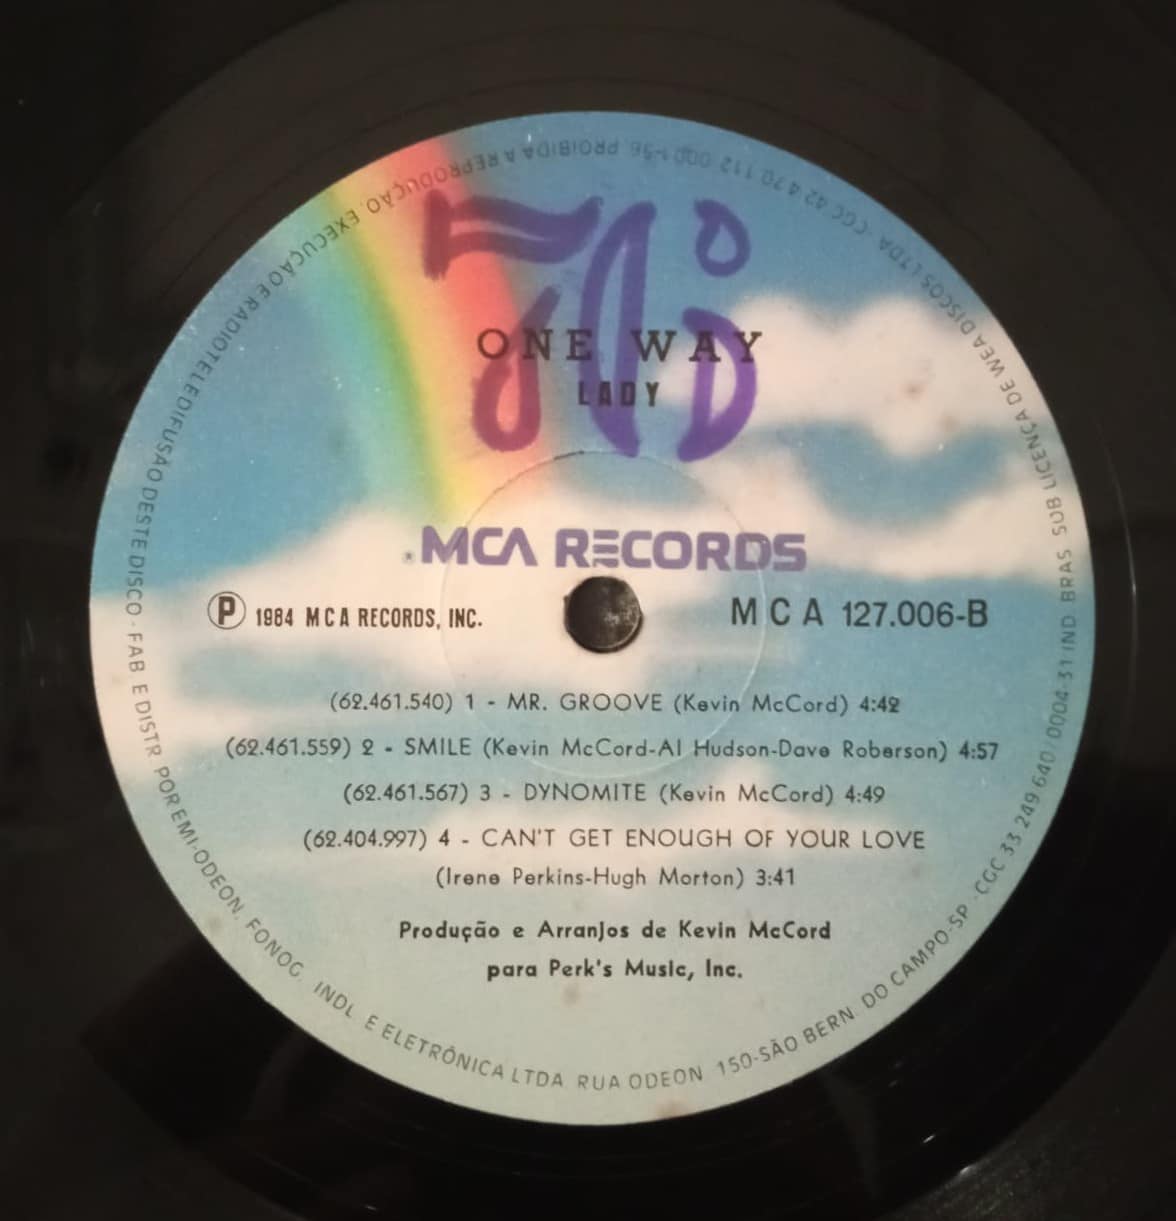 ONE WAY
LADY
MCA RECORDS
Ⓟ 1984 MCA RECORDS, INC.
MCA 127.006-B
(62.461.540) 1 - MR. GROOVE (Kevin McCord) 4:42
(62.461.559) 2 - SMILE (Kevin McCord-Al Hudson-Dave Roberson) 4:57
(62.461.567) 3 - DYNOMITE (Kevin McCord) 4:49
(62.404.997) 4 - CAN'T GET ENOUGH OF YOUR LOVE
(Irene Perkins-Hugh Morton) 3:41
Produção e Arranjos de Kevin McCord
para Perk's Music, Inc.
PROIBIDA A REPRODUÇÃO, EXECUÇÃO E RADIOTELEDIFUSÃO DESTE DISCO - FAB E DISTR POR EMI-ODEON. FONOG. INDL E ELETRÔNICA LTDA RUA ODEON 150-SÃO BERN. DO CAMPO-SP - CGC 33 249 640/0004-31 IND. BRAS SUB LICENÇA DE WEA DISCOS LTDA - CGC 42 470 112 0001-56